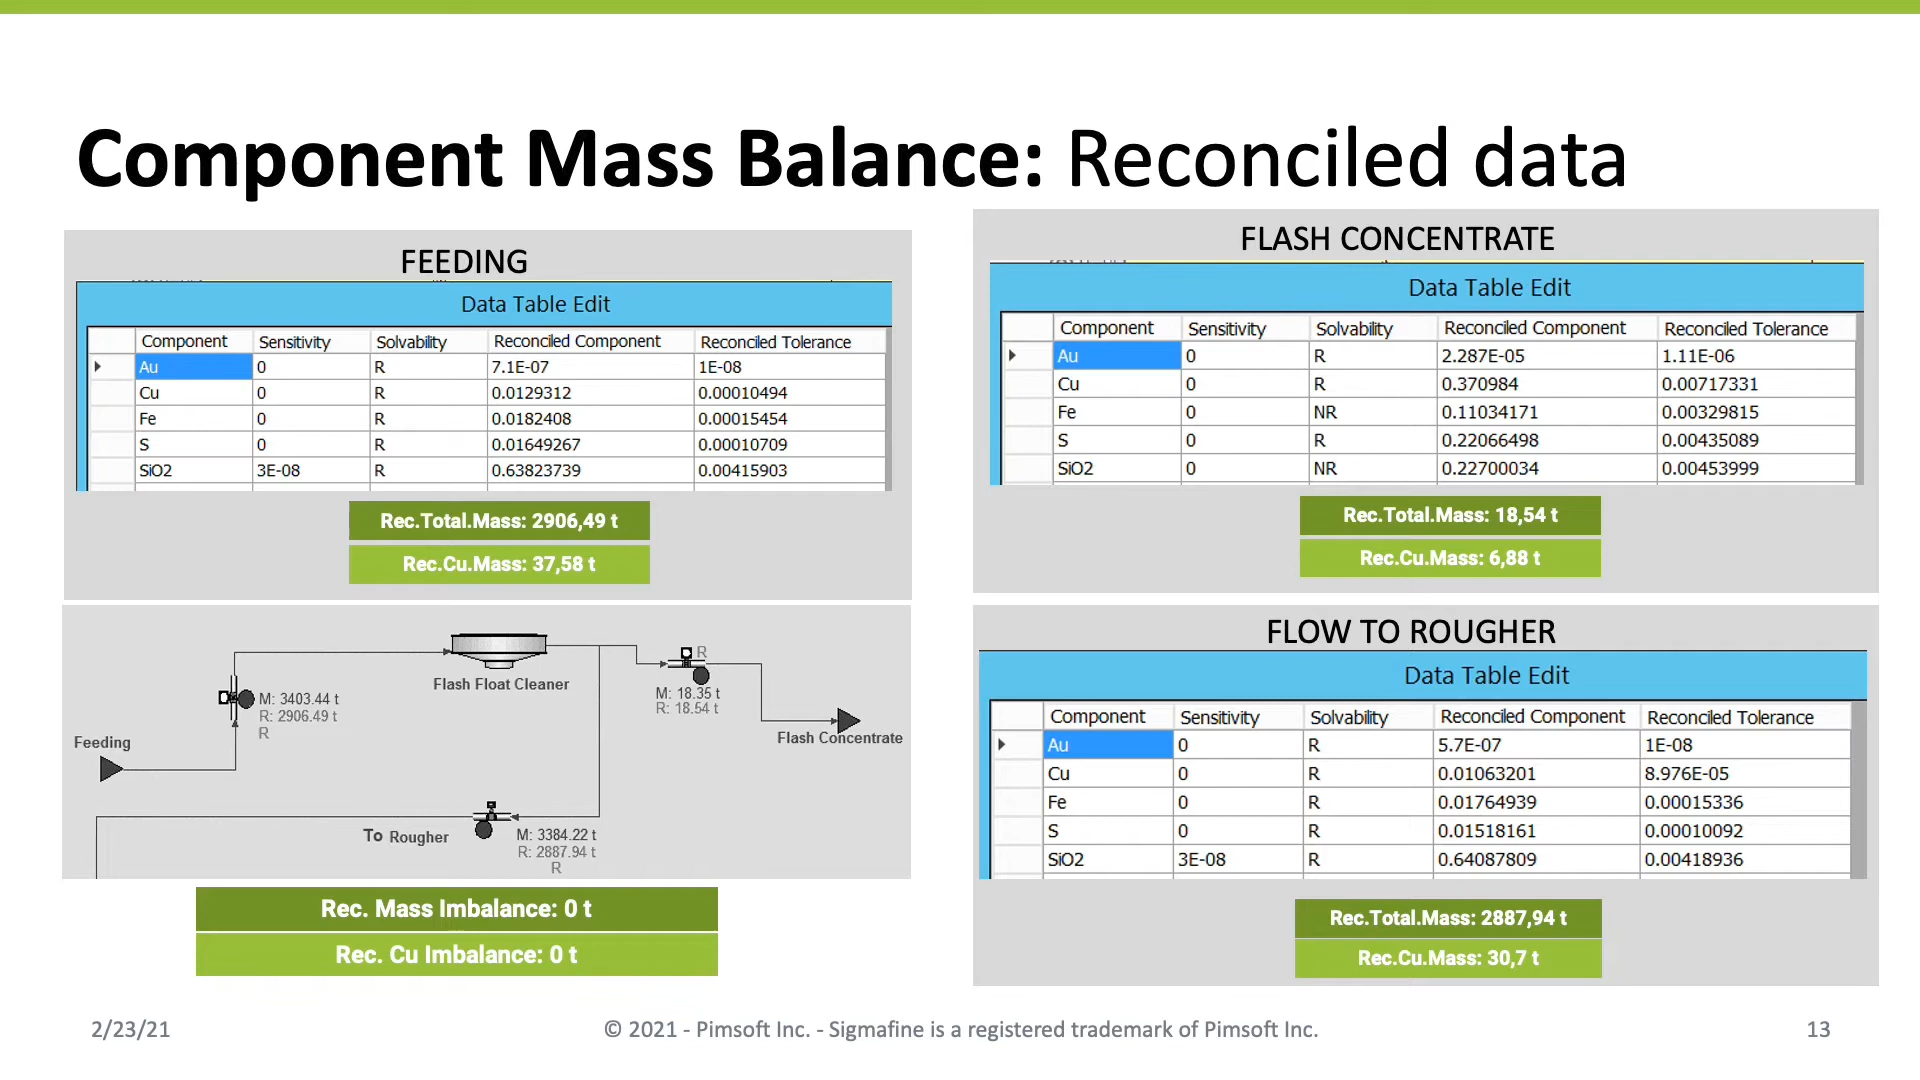 Component Mass Balance: Reconciled data
FEEDING
Data Table Edit
Component Sensitivity Solvability Reconciled Component Reconciled Tolerance
Au 0 R 7.1E-07 1E-08
Cu 0 R 0.0129312 0.00010494
Fe 0 R 0.0182408 0.00015454
S 0 R 0.01649267 0.00010709
SiO2 3E-08 R 0.63823739 0.00415903
Rec.Total.Mass: 2906,49 t
Rec.Cu.Mass: 37,58 t
FLASH CONCENTRATE
Data Table Edit
Component Sensitivity Solvability Reconciled Component Reconciled Tolerance
Au 0 R 2.287E-05 1.11E-06
Cu 0 R 0.370984 0.00717331
Fe 0 NR 0.11034171 0.00329815
S 0 R 0.22066498 0.00435089
SiO2 0 NR 0.22700034 0.00453999
Rec.Total.Mass: 18,54 t
Rec.Cu.Mass: 6,88 t
Flash Float Cleaner
R
M: 18.35 t
R: 18.54 t
M: 3403.44 t
R: 2906.49 t
R
Feeding
Flash Concentrate
To Rougher
M: 3384.22 t
R: 2887.94 t
R
Rec. Mass Imbalance: 0 t
Rec. Cu Imbalance: 0 t
FLOW TO ROUGHER
Data Table Edit
Component Sensitivity Solvability Reconciled Component Reconciled Tolerance
Au 0 R 5.7E-07 1E-08
Cu 0 R 0.01063201 8.976E-05
Fe 0 R 0.01764939 0.00015336
S 0 R 0.01518161 0.00010092
SiO2 3E-08 R 0.64087809 0.00418936
Rec.Total.Mass: 2887,94 t
Rec.Cu.Mass: 30,7 t
2/23/21
© 2021 - Pimsoft Inc. - Sigmafine is a registered trademark of Pimsoft Inc.
13